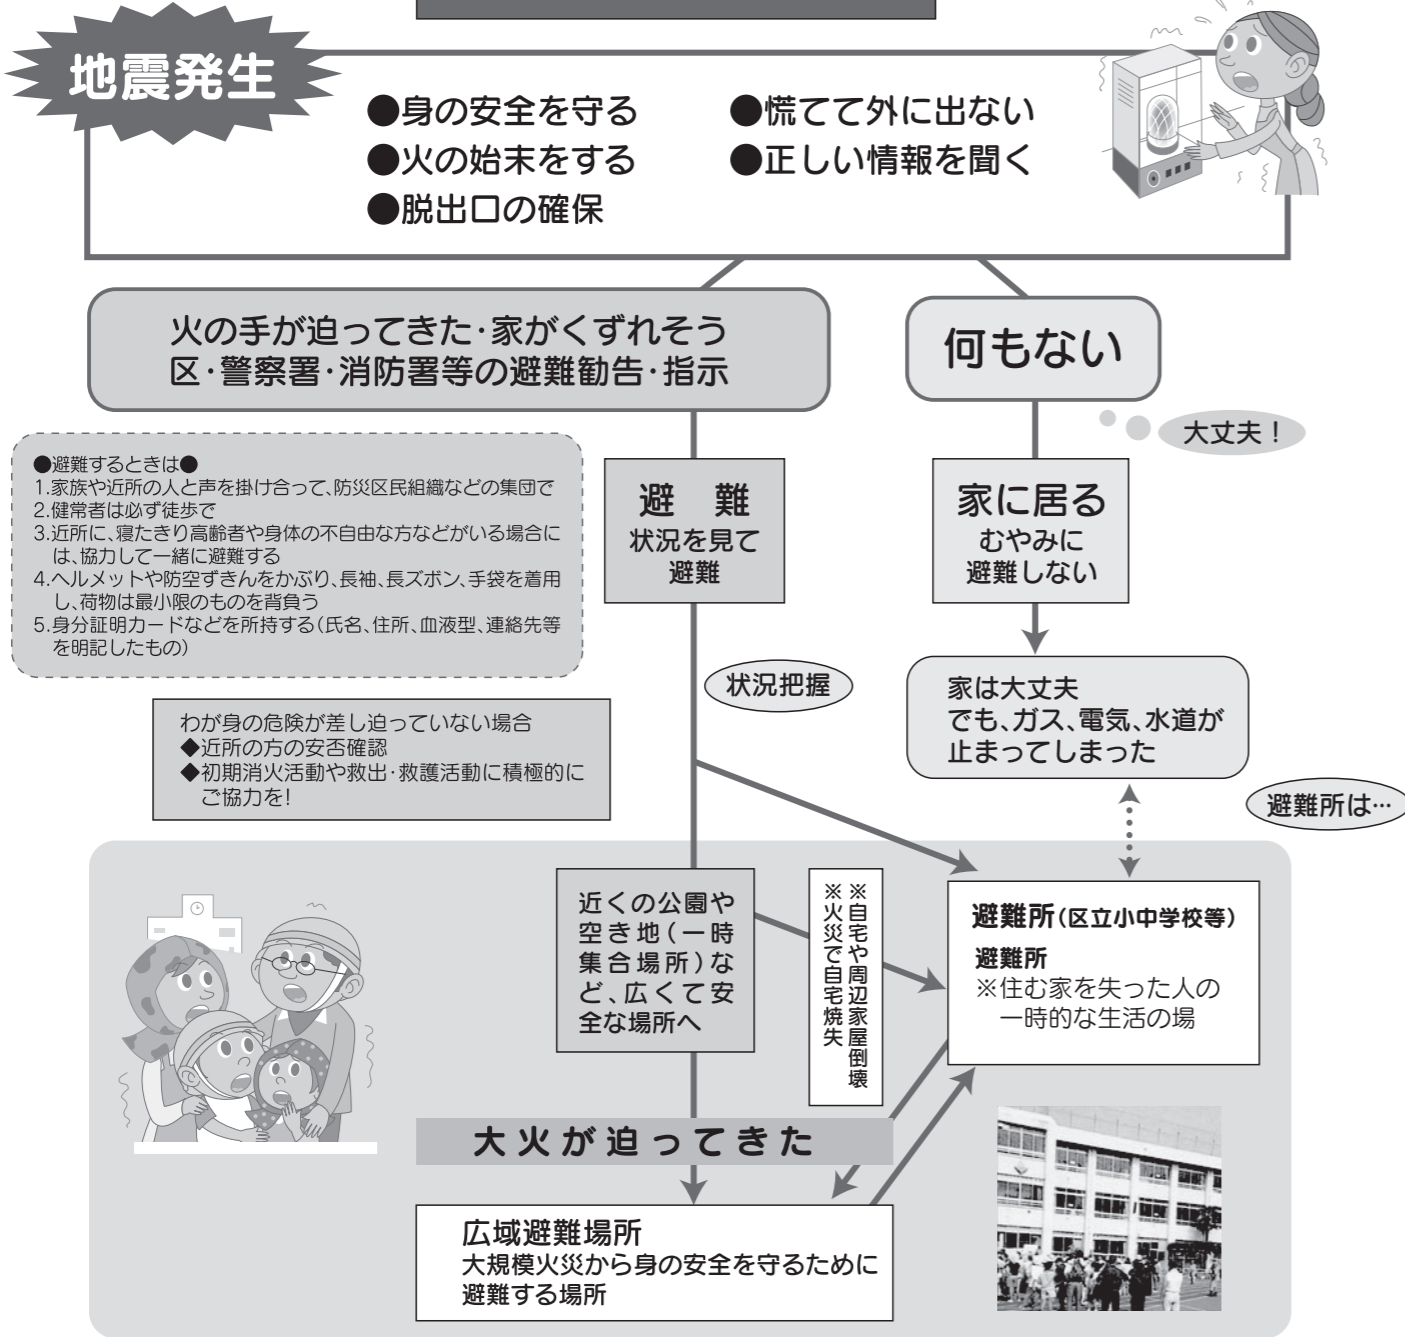 地震発生
●身の安全を守る
●火の始末をする
●脱出口の確保
●慌てて外に出ない
●正しい情報を聞く
火の手が迫ってきた・家がくずれそう
区・警察署・消防署等の避難勧告・指示
何もない
大丈夫！
●避難するときは●
1.家族や近所の人と声を掛け合って、防災区民組織などの集団で
2.健常者は必ず徒歩で
3.近所に、寝たきり高齢者や身体の不自由な方などがいる場合に
は、協力して一緒に避難する
4.ヘルメットや防空ずきんをかぶり、長袖、長ズボン、手袋を着用
し、荷物は最小限のものを背負う
5.身分証明カードなどを所持する（氏名、住所、血液型、連絡先等
を明記したもの）
避　難
状況を見て
避難
家に居る
むやみに
避難しない
状況把握
家は大丈夫
でも、ガス、電気、水道が
止まってしまった
わが身の危険が差し迫っていない場合
◆近所の方の安否確認
◆初期消火活動や救出・救護活動に積極的に
ご協力を!
避難所は…
近くの公園や
空き地（一時
集合場所）な
ど、広くて安
全な場所へ
※自宅や周辺家屋倒壊
※火災で自宅焼失
避難所（区立小中学校等）
避難所
※住む家を失った人の
一時的な生活の場
大火が迫ってきた
広域避難場所
大規模火災から身の安全を守るために
避難する場所